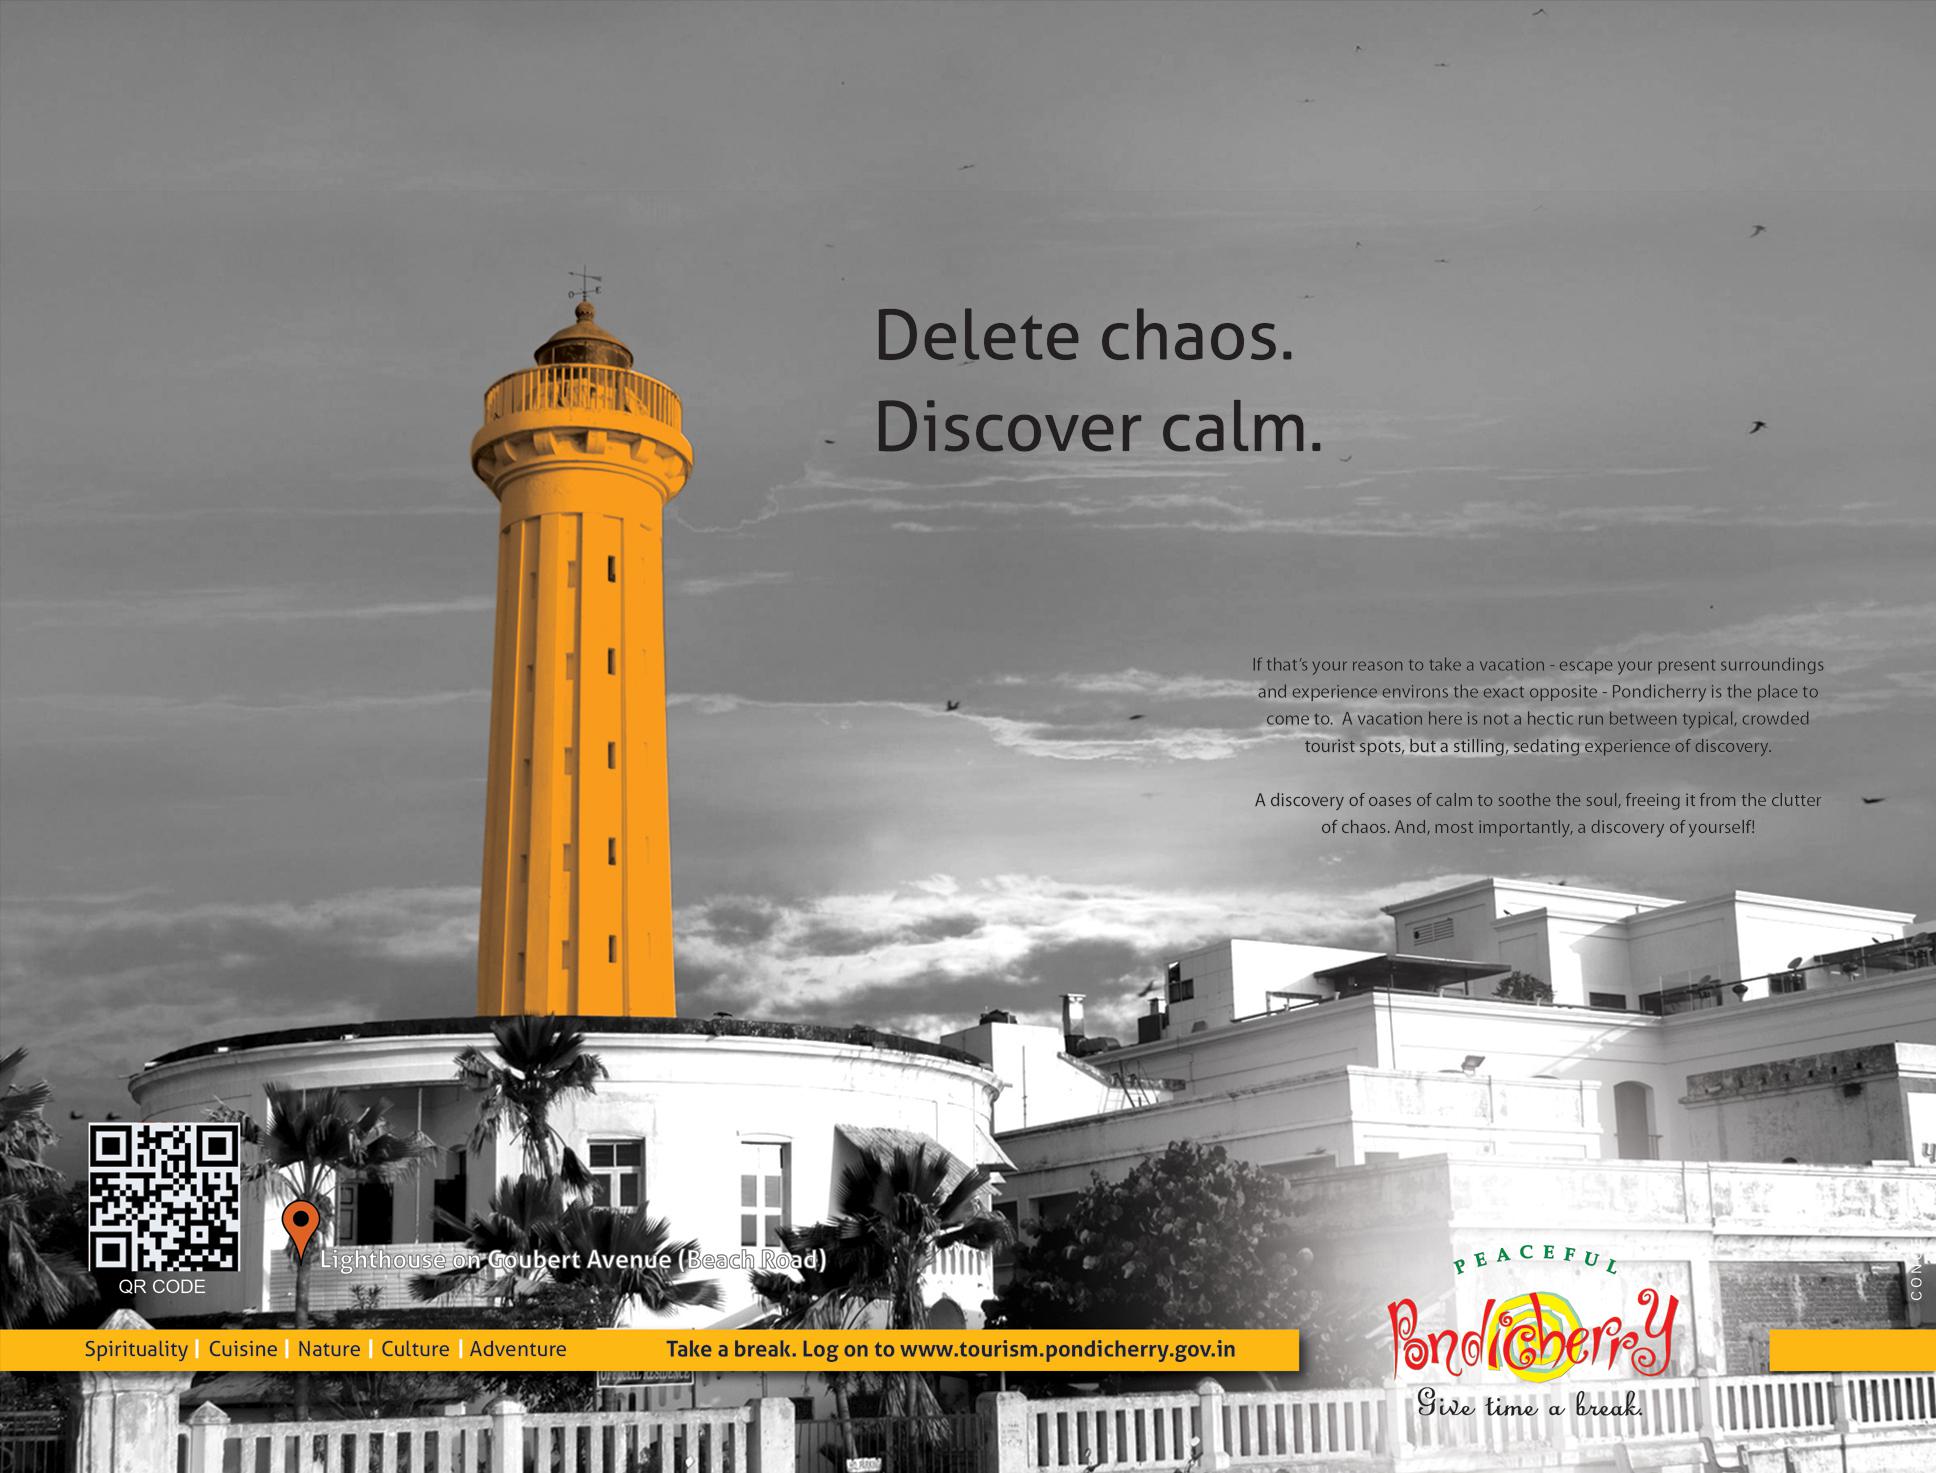 Delete chaos.
Discover calm.
If that's your reason to take a vacation - escape your present surroundings
and experience environs the exact opposite - Pondicherry is the place to
come to. A vacation here is not a hectic run between typical, crowded
tourist spots, but a stilling, sedating experience of discovery.
A discovery of oases of calm to soothe the soul, freeing it from the clutter
of chaos. And, most importantly, a discovery of yourself!
QR CODE
Lighthouse on Goubert Avenue (Beach Road)
Spirituality | Cuisine | Nature | Culture | Adventure
Take a break. Log on to www.tourism.pondicherry.gov.in
OFFICIAL RESIDENCE
PEACEFUL
Pondicherry
Give time a break.